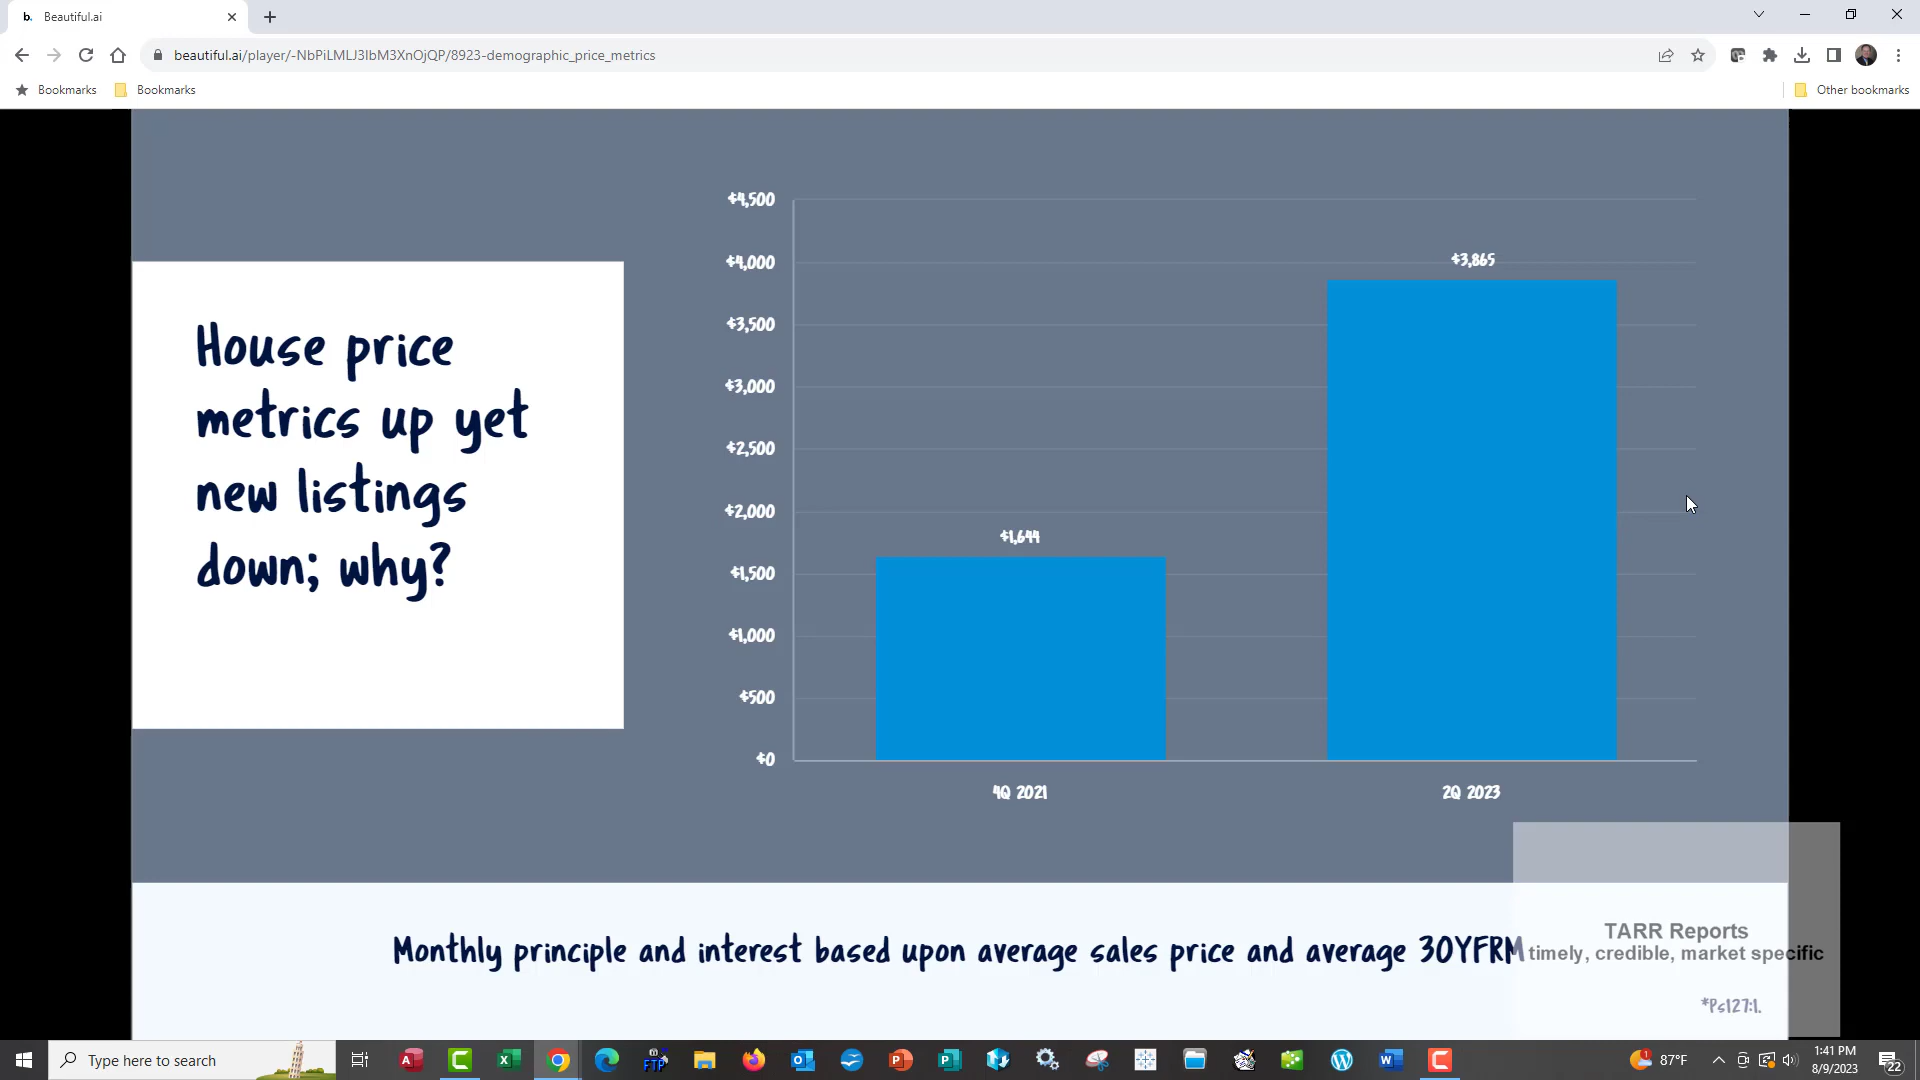 Beautiful.ai
beautiful.ai/player/-NbPiLMLJ3IbM3XnOjQP/8923-demographic_price_metrics
Bookmarks
Bookmarks
Other bookmarks
House price
metrics up yet
new listings
down; why?
$4,500
$4,000
$3,500
$3,000
$2,500
$2,000
$1,500
$1,000
$500
$0
$1,644
$3,865
4Q 2021
2Q 2023
Monthly principle and interest based upon average sales price and average 30YFRM
TARR Reports
timely, credible, market specific
*Ps127:1.
Type here to search
FTP
87°F
1:41 PM
8/9/2023
22